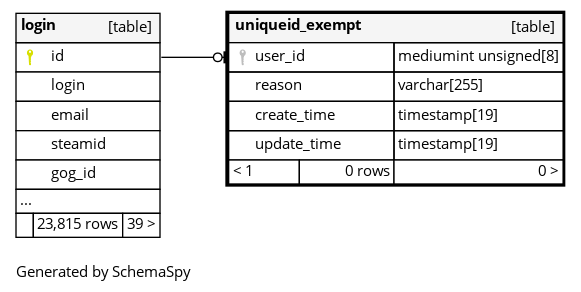 login [table]
id
login
email
steamid
gog_id
...
23,815 rows 39 >
uniqueid_exempt [table]
user_id mediumint unsigned[8]
reason varchar[255]
create_time timestamp[19]
update_time timestamp[19]
< 1 0 rows 0 >
Generated by SchemaSpy